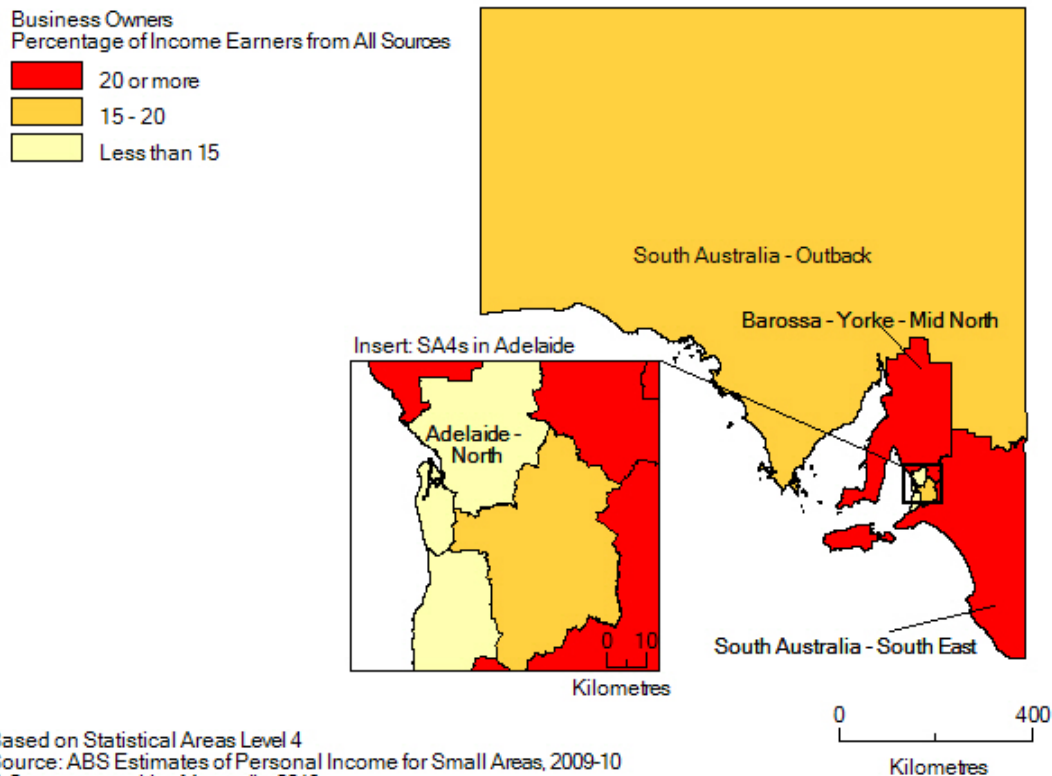 Business Owners
Percentage of Income Earners from All Sources
20 or more
15 - 20
Less than 15
South Australia - Outback
Barossa - Yorke - Mid North
Insert: SA4s in Adelaide
Adelaide -
North
0 10
Kilometres
South Australia - South East
0 400
Kilometres
Based on Statistical Areas Level 4
Source: ABS Estimates of Personal Income for Small Areas, 2009-10